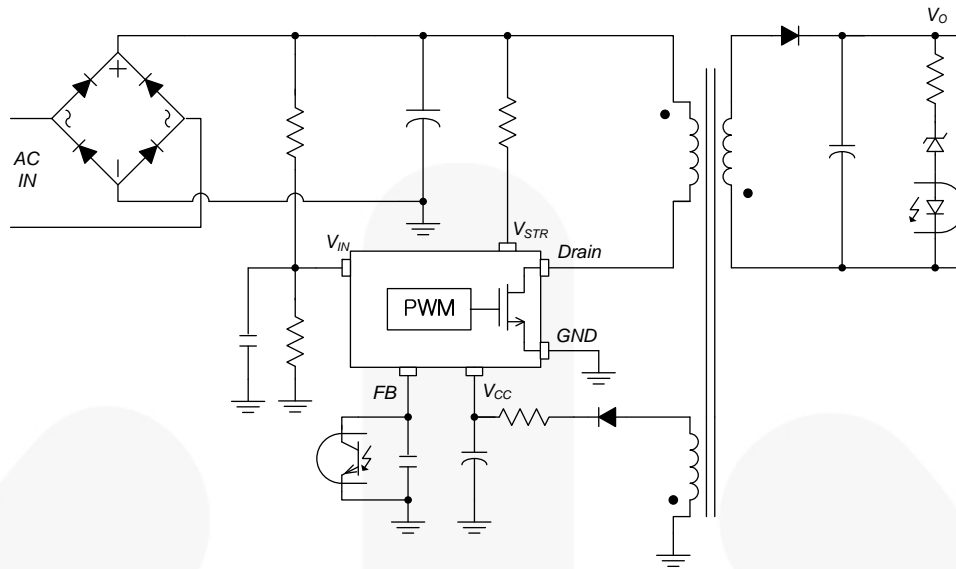 V_O
AC
IN
V_STR
V_IN
Drain
PWM
GND
FB
V_CC